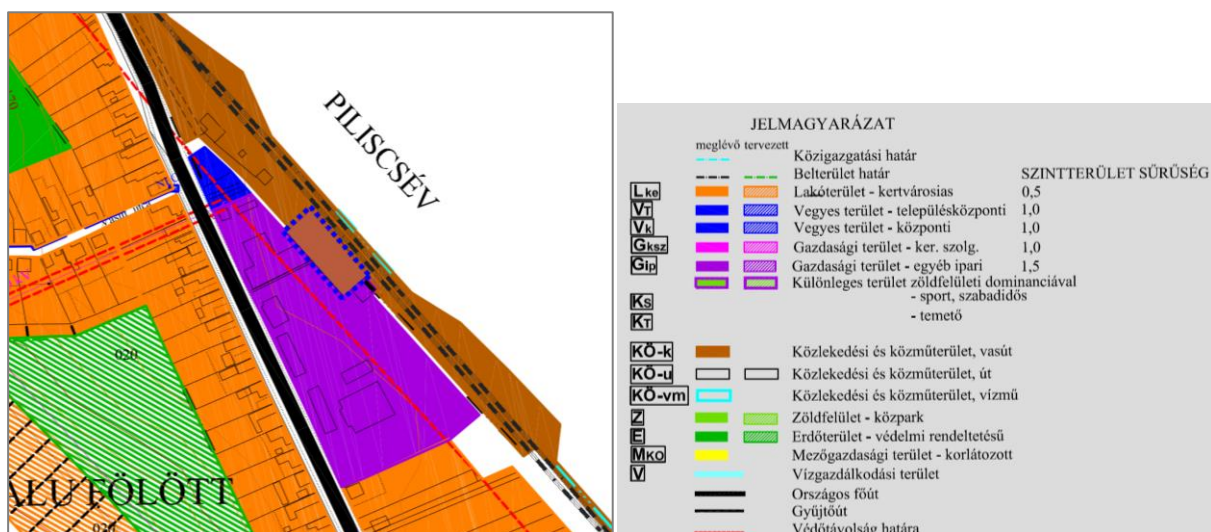 PILISCSÉV
020
020
JELMAGYARÁZAT
meglévő tervezett
Közigazgatási határ
Belterület határ SZINTTERÜLET SŰRŰSÉG
Lke Lakóterület - kertvárosias 0,5
VT Vegyes terület - településközponti 1,0
Vk Vegyes terület - központi 1,0
Gksz Gazdasági terület - ker. szolg. 1,0
Gip Gazdasági terület - egyéb ipari 1,5
Különleges terület zöldfelületi dominanciával
KS - sport, szabadidős
KT - temető
KÖ-k Közlekedési és közműterület, vasút
KÖ-u Közlekedési és közműterület, út
KÖ-vm Közlekedési és közműterület, vízmű
Z Zöldfelület - közpark
E Erdőterület - védelmi rendeltetésű
MKO Mezőgazdasági terület - korlátozott
V Vízgazdálkodási terület
Országos főút
Gyűjtőút
Védőtávolság határa
FÖLÖTT